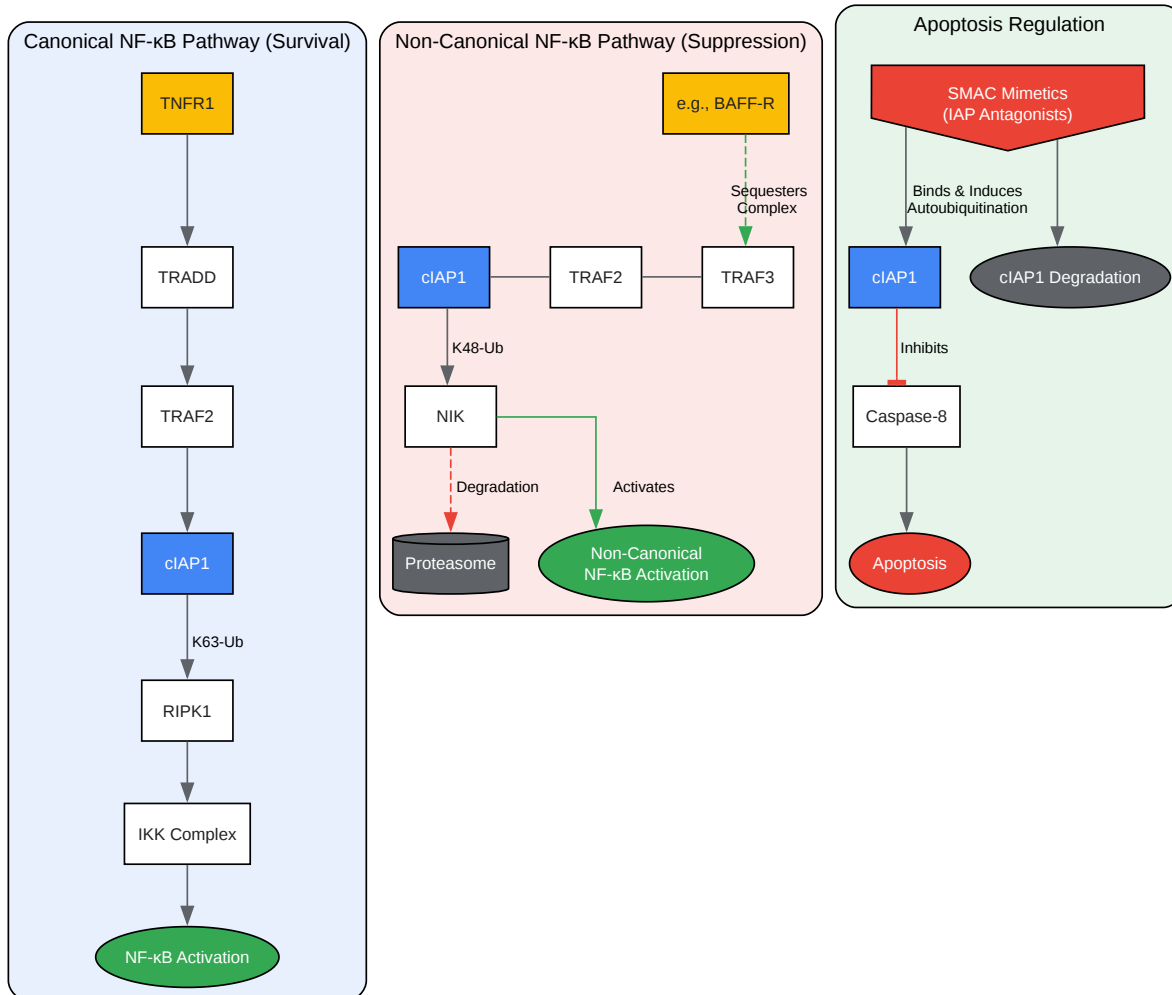 Canonical NF-κB Pathway (Survival)
TNFR1
TRADD
TRAF2
cIAP1
K63-Ub
RIPK1
IKK Complex
NF-κB Activation
Non-Canonical NF-κB Pathway (Suppression)
e.g., BAFF-R
Sequesters
Complex
cIAP1
TRAF2
TRAF3
K48-Ub
NIK
Degradation
Activates
Proteasome
Non-Canonical
NF-κB Activation
Apoptosis Regulation
SMAC Mimetics
(IAP Antagonists)
Binds & Induces
Autoubiquitination
cIAP1
cIAP1 Degradation
Inhibits
Caspase-8
Apoptosis